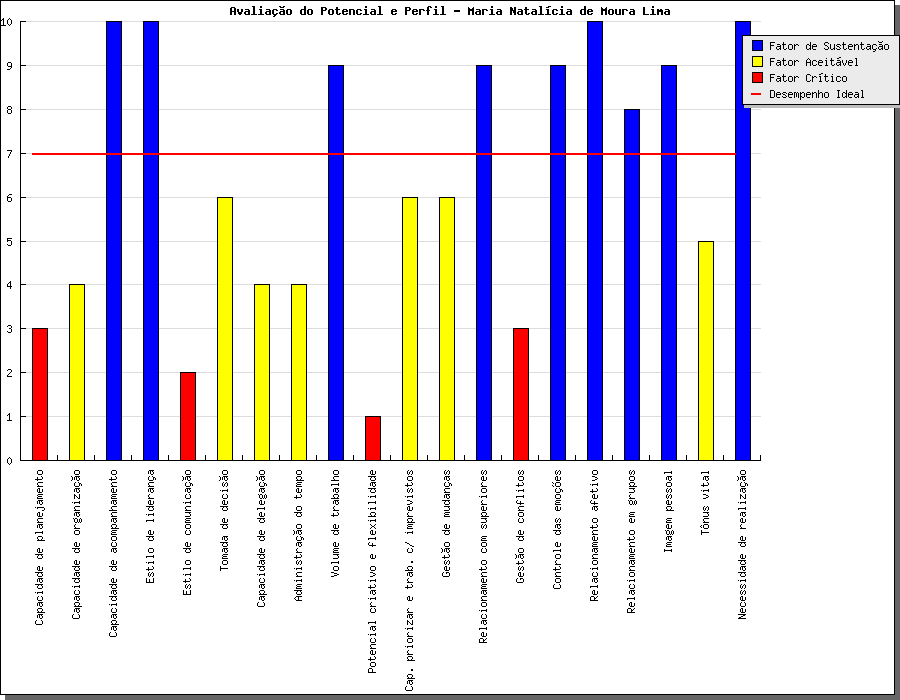 Avaliação do Potencial e Perfil - Maria Natalícia de Moura Lima
10
9
8
7
6
5
4
3
2
1
0
Fator de Sustentação
Fator Aceitável
Fator Crítico
Desempenho Ideal
Capacidade de planejamento
Capacidade de organização
Capacidade de acompanhamento
Estilo de liderança
Estilo de comunicação
Tomada de decisão
Capacidade de delegação
Administração do tempo
Volume de trabalho
Potencial criativo e flexibilidade
Cap. priorizar e trab. c/ imprevistos
Gestão de mudanças
Relacionamento com superiores
Gestão de conflitos
Controle das emoções
Relacionamento afetivo
Relacionamento em grupos
Imagem pessoal
Tônus vital
Necessidade de realização